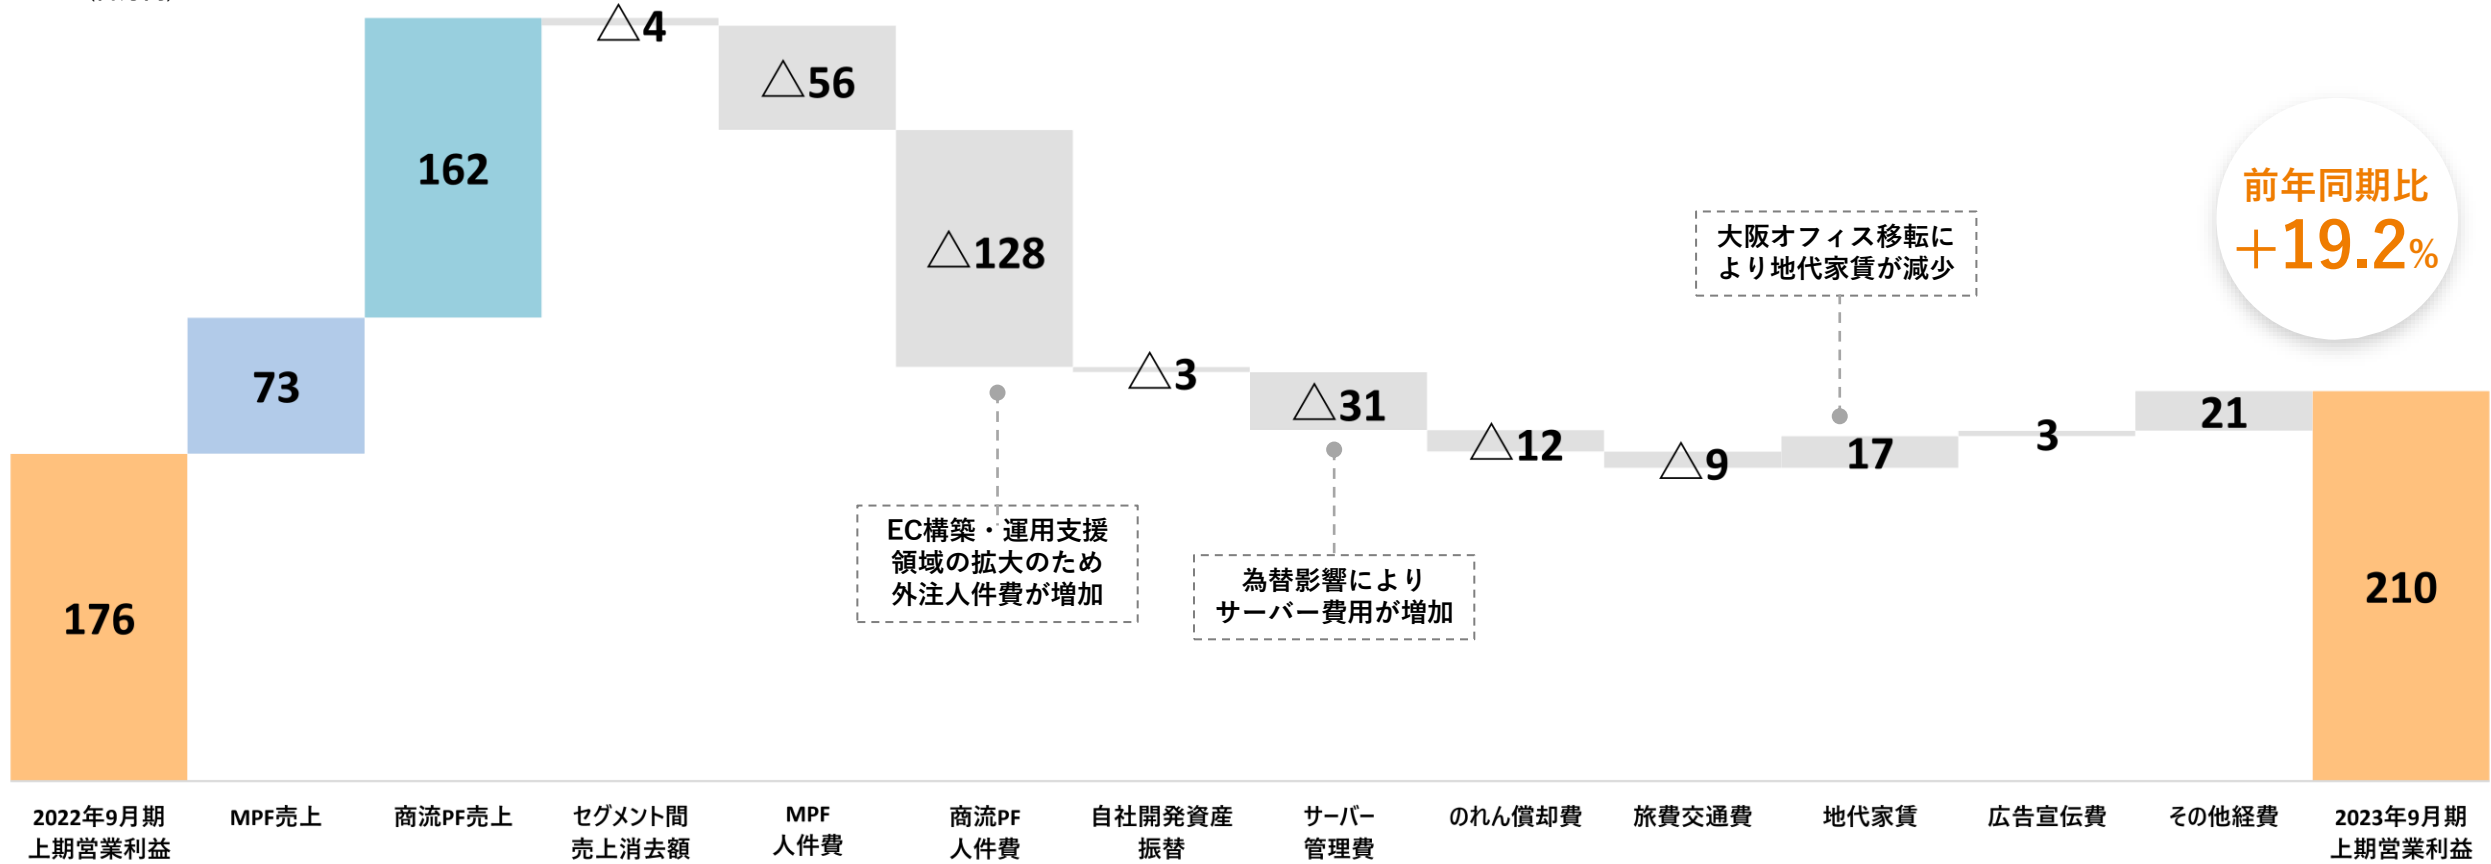 △4
△56
162
△128
73
176
△3
△31
△12
△9
17
3
21
210
前年同期比
+19.2%
大阪オフィス移転に
より地代家賃が減少
EC構築・運用支援
領域の拡大のため
外注人件費が増加
為替影響により
サーバー費用が増加
2022年9月期
上期営業利益
MPF売上
商流PF売上
セグメント間
売上消去額
MPF
人件費
商流PF
人件費
自社開発資産
振替
サーバー
管理費
のれん償却費
旅費交通費
地代家賃
広告宣伝費
その他経費
2023年9月期
上期営業利益